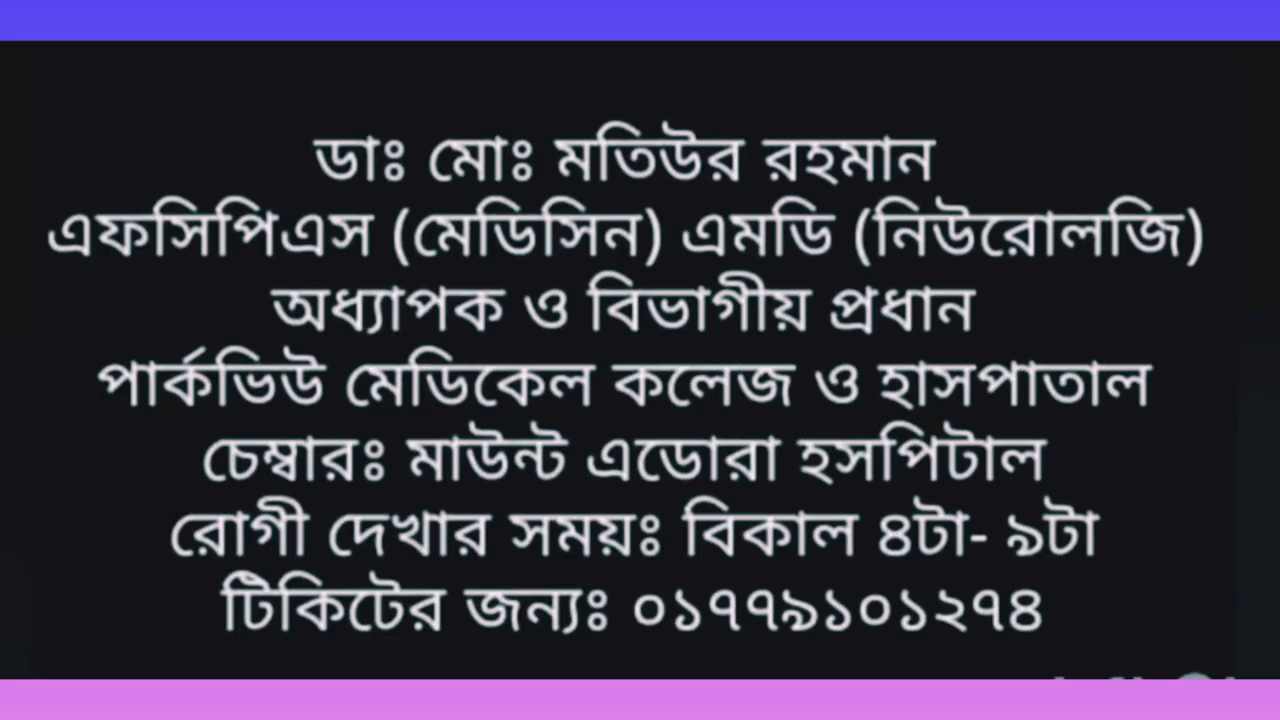 ডাঃ মোঃ মতিউর রহমান
এফসিপিএস (মেডিসিন) এমডি (নিউরোলজি)
অধ্যাপক ও বিভাগীয় প্রধান
পার্কভিউ মেডিকেল কলেজ ও হাসপাতাল
চেম্বারঃ মাউন্ট এডোরা হসপিটাল
রোগী দেখার সময়ঃ বিকাল ৪টা- ৯টা
টিকিটের জন্যঃ ০১৭৭৯১০১২৭৪